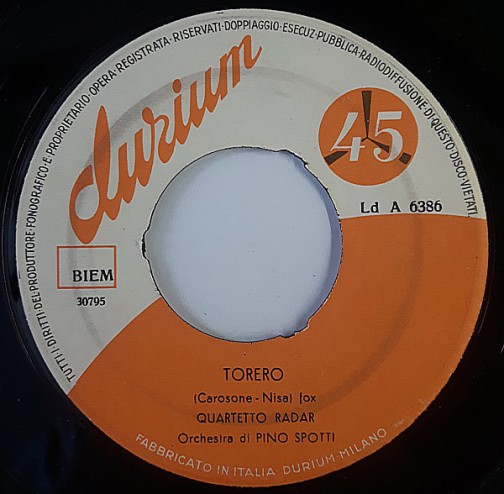 TUTTI·I·DIRITTI·DEL·PRODUTTORE·FONOGRAFICO·E·PROPRIETARIO·OPERA·REGISTRATA·RISERVATI·DOPPIAGGIO·ESECUZ·PUBBLICA·RADIODIFFUSIONE·DI·QUESTO·DISCO·VIETATI
durium
45.
Ld A 6386
BIEM
30795
TORERO
(Carosone - Nisa) fox
QUARTETTO RADAR
Orchestra di PINO SPOTTI
FABBRICATO IN ITALIA DURIUM-MILANO